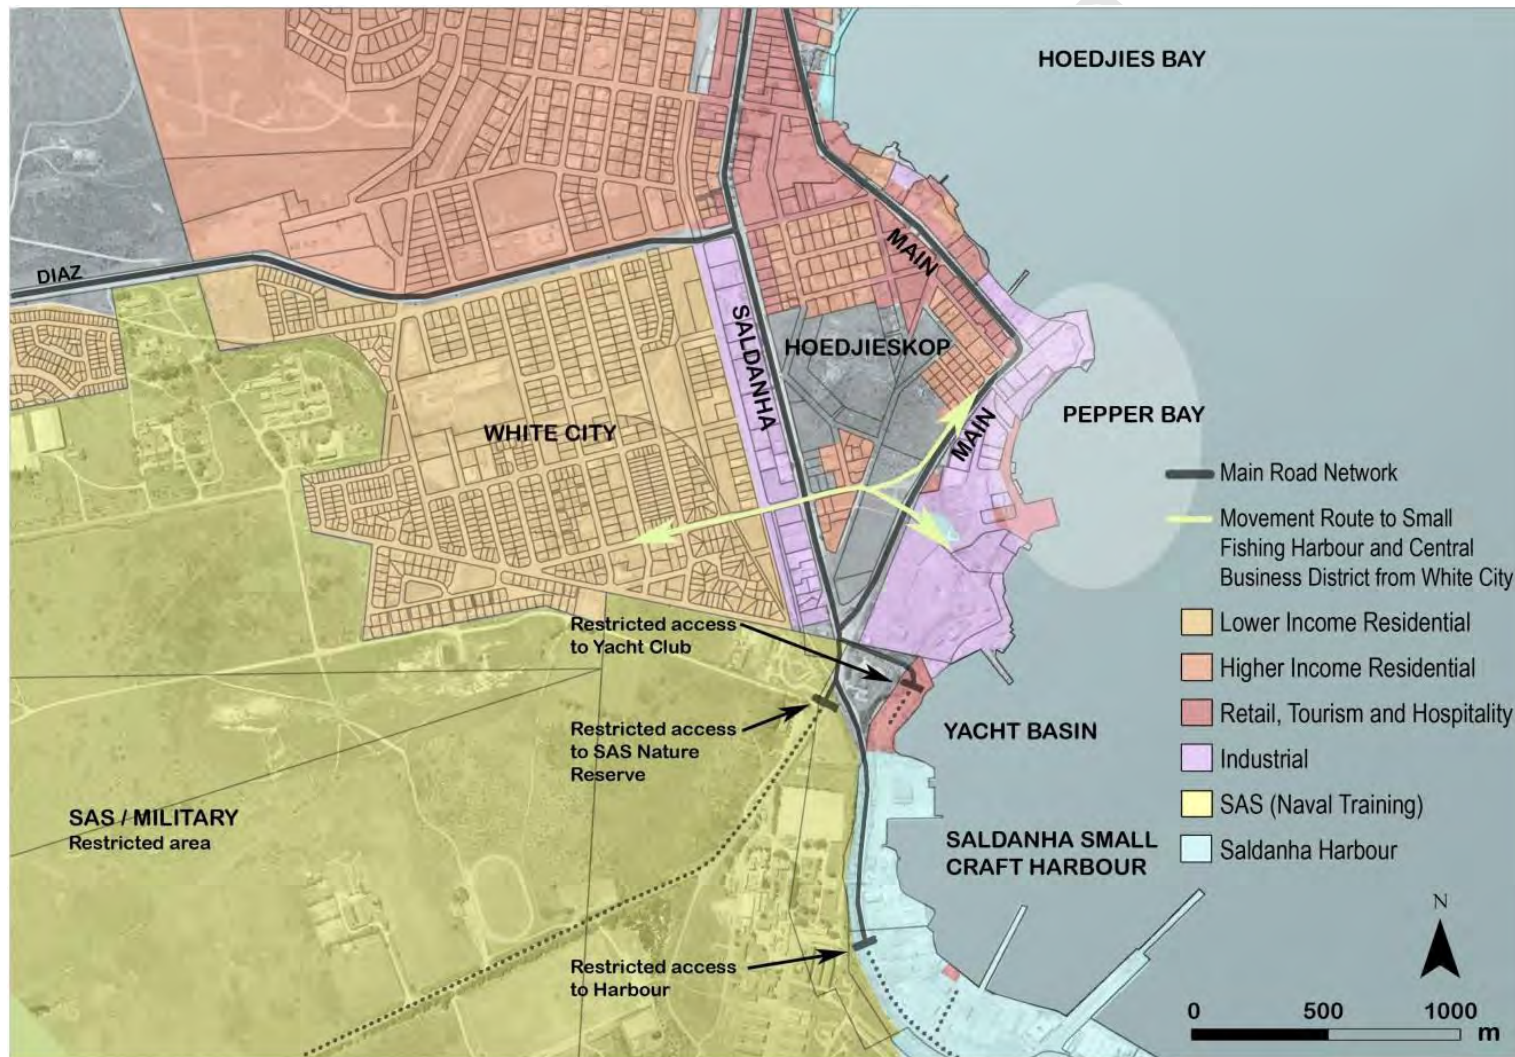 HOEDJIES BAY
DIAZ
MAIN
SALDANHA
HOEDJIESKOP
WHITE CITY
MAIN
PEPPER BAY
Main Road Network
Movement Route to Small
Fishing Harbour and Central
Business District from White City
Lower Income Residential
Higher Income Residential
Retail, Tourism and Hospitality
Industrial
SAS (Naval Training)
Saldanha Harbour
Restricted access
to Yacht Club
Restricted access
to SAS Nature
Reserve
YACHT BASIN
SAS / MILITARY
Restricted area
SALDANHA SMALL
CRAFT HARBOUR
Restricted access
to Harbour
N
0 500 1000
m